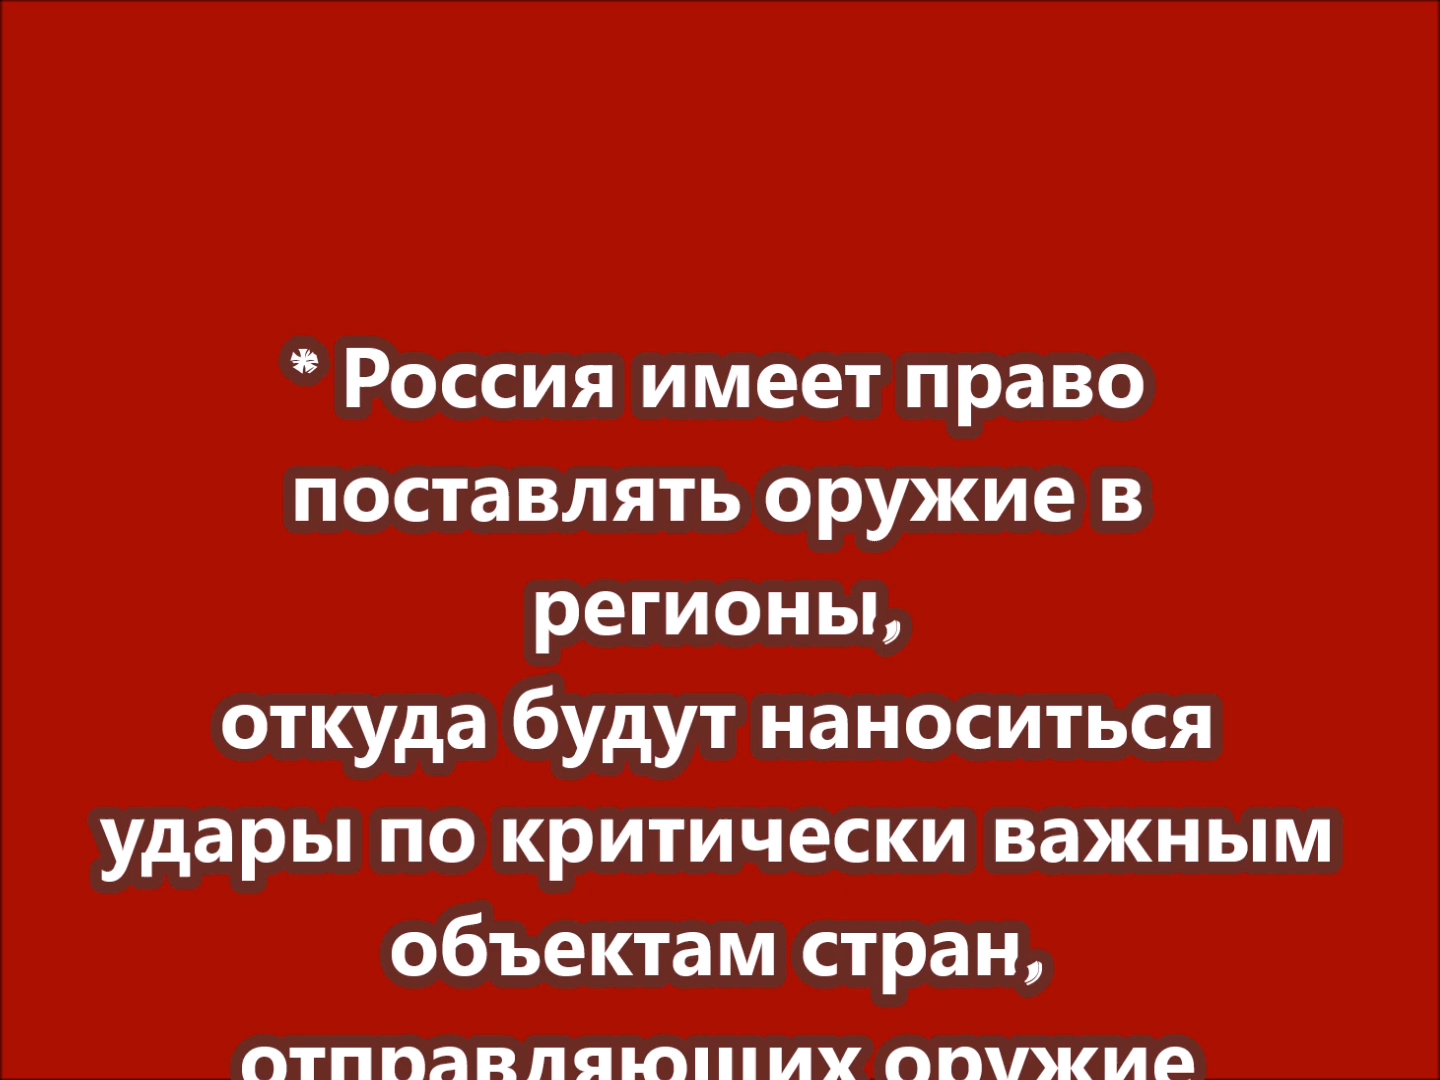 * Россия имеет право
поставлять оружие в
регионы,
откуда будут наноситься
удары по критически важным
объектам стран,
отправляющих оружие